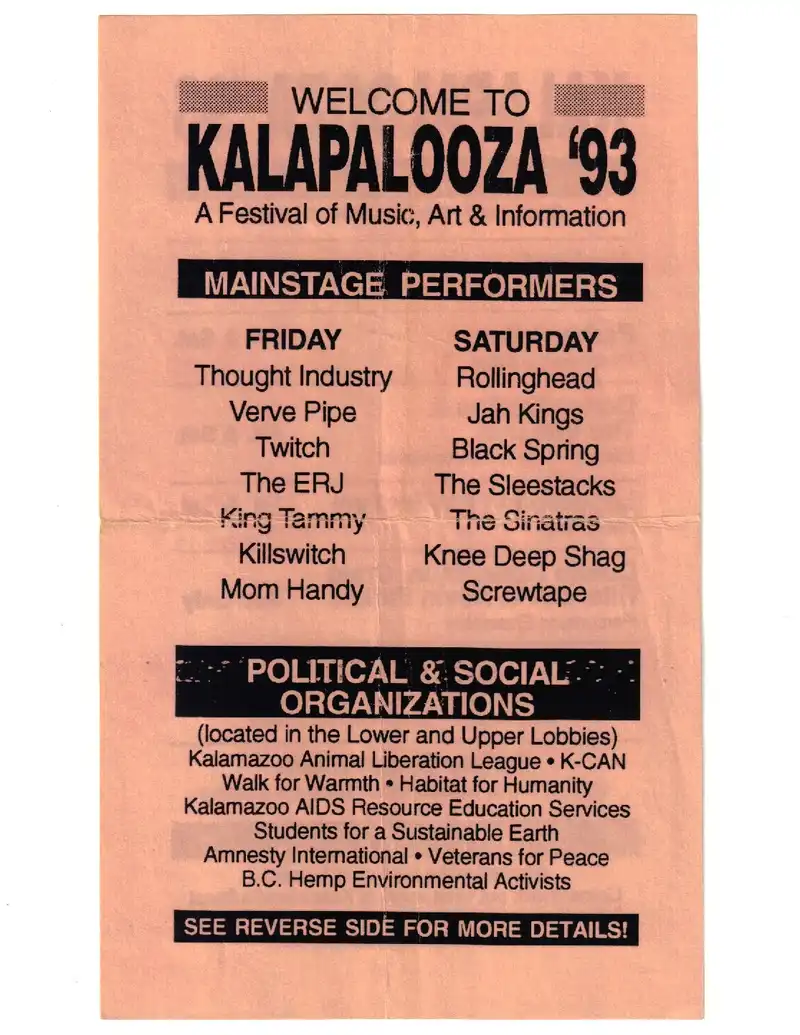 WELCOME TO
KALAPALOOZA '93
A Festival of Music, Art & Information
MAINSTAGE PERFORMERS
FRIDAY
Thought Industry
Verve Pipe
Twitch
The ERJ
King Tammy
Killswitch
Mom Handy
SATURDAY
Rollinghead
Jah Kings
Black Spring
The Sleestacks
The Sinatras
Knee Deep Shag
Screwtape
POLITICAL & SOCIAL
ORGANIZATIONS
(located in the Lower and Upper Lobbies)
Kalamazoo Animal Liberation League • K-CAN
Walk for Warmth • Habitat for Humanity
Kalamazoo AIDS Resource Education Services
Students for a Sustainable Earth
Amnesty International • Veterans for Peace
B.C. Hemp Environmental Activists
SEE REVERSE SIDE FOR MORE DETAILS!